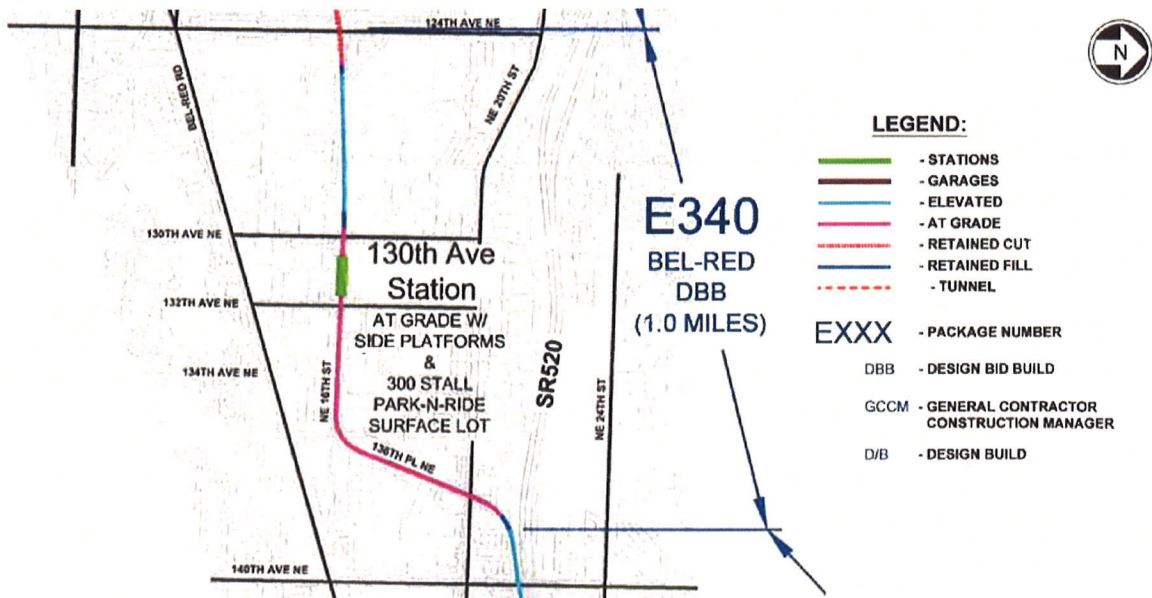 124TH AVE NE
N
BEL-RED RD
NE 20TH ST
130TH AVE NE
130th Ave
Station
AT GRADE W/
SIDE PLATFORMS
&
300 STALL
PARK-N-RIDE
SURFACE LOT
132TH AVE NE
134TH AVE NE
NE 16TH ST
136TH PL NE
SR520
NE 24TH ST
140TH AVE NE
E340
BEL-RED
DBB
(1.0 MILES)
LEGEND:
- STATIONS
- GARAGES
- ELEVATED
- AT GRADE
- RETAINED CUT
- RETAINED FILL
- TUNNEL
EXXX - PACKAGE NUMBER
DBB - DESIGN BID BUILD
GCCM - GENERAL CONTRACTOR
CONSTRUCTION MANAGER
D/B - DESIGN BUILD